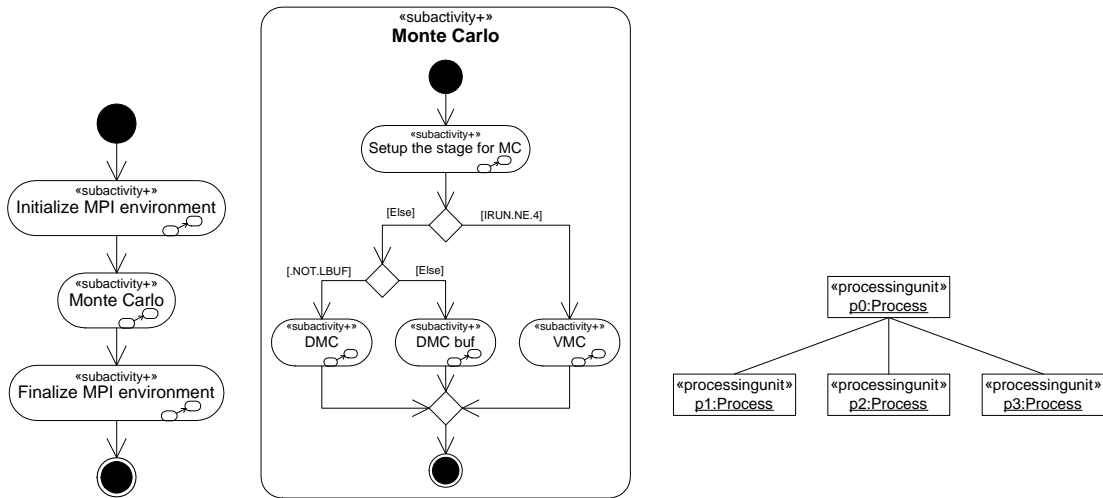 «subactivity+»
Initialize MPI environment
«subactivity+»
Monte Carlo
«subactivity+»
Finalize MPI environment
«subactivity+»
Monte Carlo
«subactivity+»
Setup the stage for MC
[Else]
[IRUN.NE.4]
[.NOT.LBUF]
[Else]
«subactivity+»
DMC
«subactivity+»
DMC buf
«subactivity+»
VMC
«processingunit»
p0:Process
«processingunit»
p1:Process
«processingunit»
p2:Process
«processingunit»
p3:Process